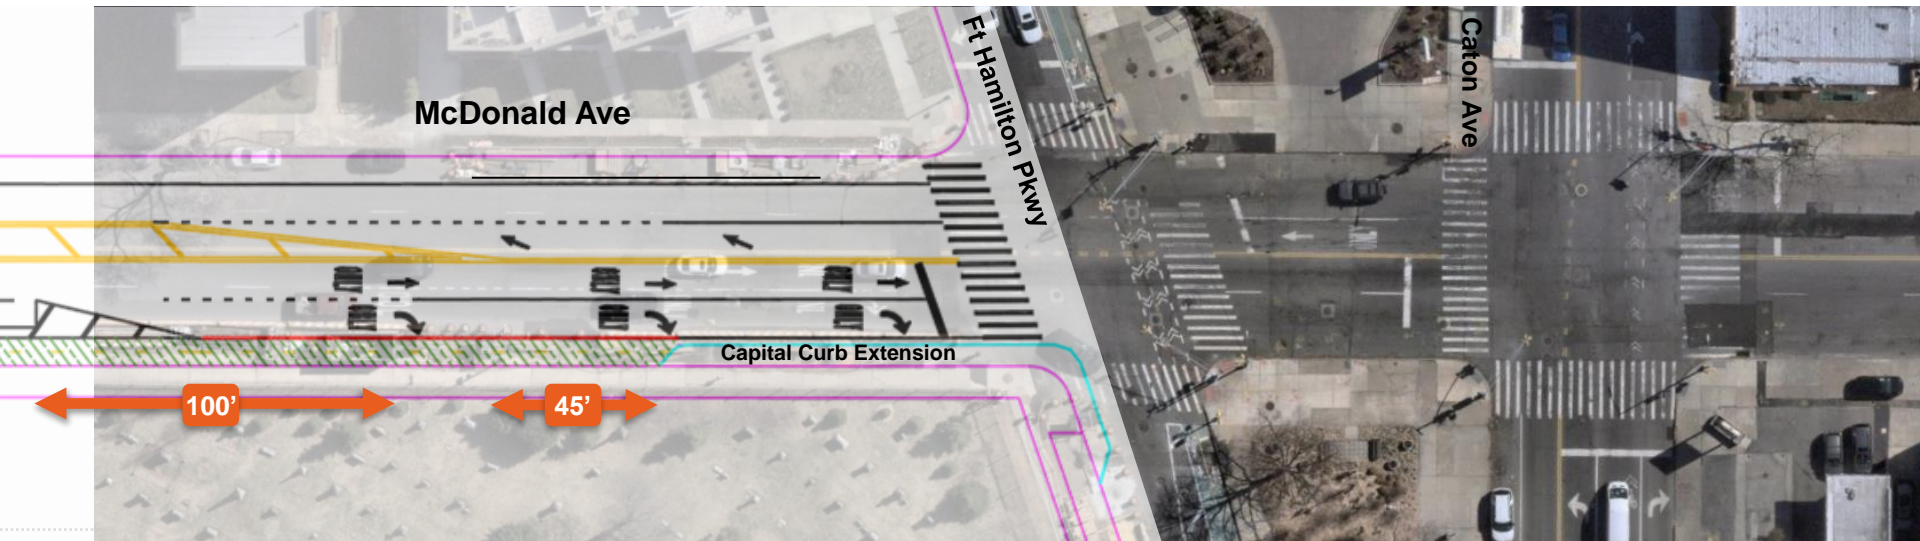 McDonald Ave
Ft Hamilton Pkwy
Caton Ave
Capital Curb Extension
100’
45’